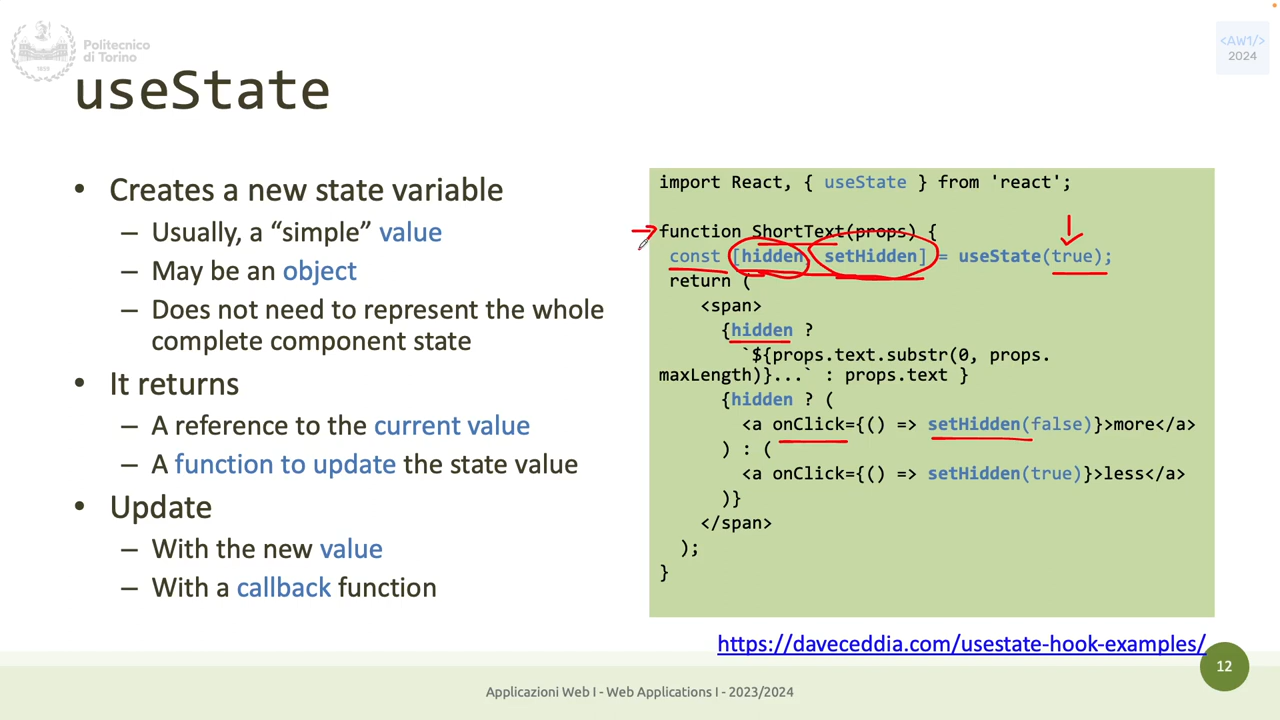 Politecnico
di Torino
<AW1/>
2024
useState
• Creates a new state variable
– Usually, a “simple” value
– May be an object
– Does not need to represent the whole
complete component state
• It returns
– A reference to the current value
– A function to update the state value
• Update
– With the new value
– With a callback function
import React, { useState } from 'react';
function ShortText(props) {
const [hidden, setHidden] = useState(true);
return (
<span>
{hidden ?
`${props.text.substr(0, props.
maxLength)}...` : props.text }
{hidden ? (
<a onClick={() => setHidden(false)}>more</a>
) : (
<a onClick={() => setHidden(true)}>less</a>
)}
</span>
);
}
https://daveceddia.com/usestate-hook-examples/
12
Applicazioni Web I - Web Applications I - 2023/2024